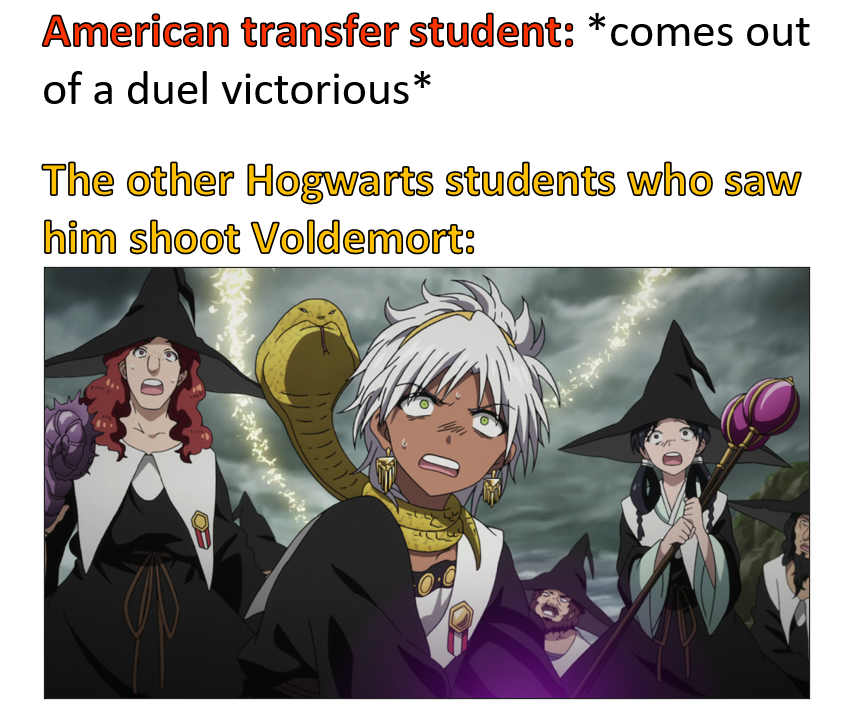 American transfer student: *comes out
of a duel victorious*
The other Hogwarts students who saw
him shoot Voldemort: